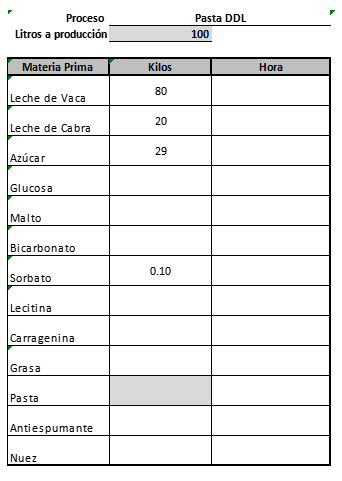 Proceso Pasta DDL
Litros a producción 100
Materia Prima Kilos Hora
Leche de Vaca 80
Leche de Cabra 20
Azúcar 29
Glucosa
Malto
Bicarbonato
Sorbato 0.10
Lecitina
Carragenina
Grasa
Pasta
Antiespumante
Nuez